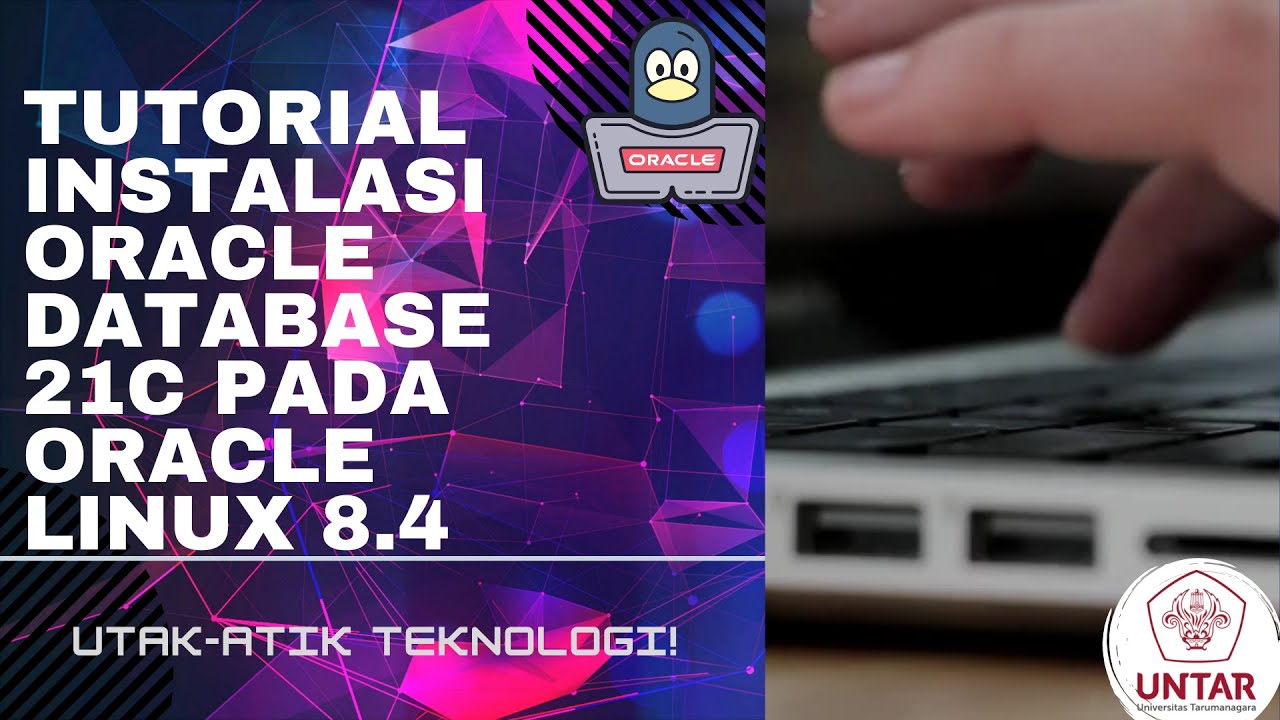 TUTORIAL
INSTALASI
ORACLE
DATABASE
21C PADA
ORACLE
LINUX 8.4
UTAK-ATIK TEKNOLOGI!
ORACLE
UNTAR
Universitas Tarumanagara